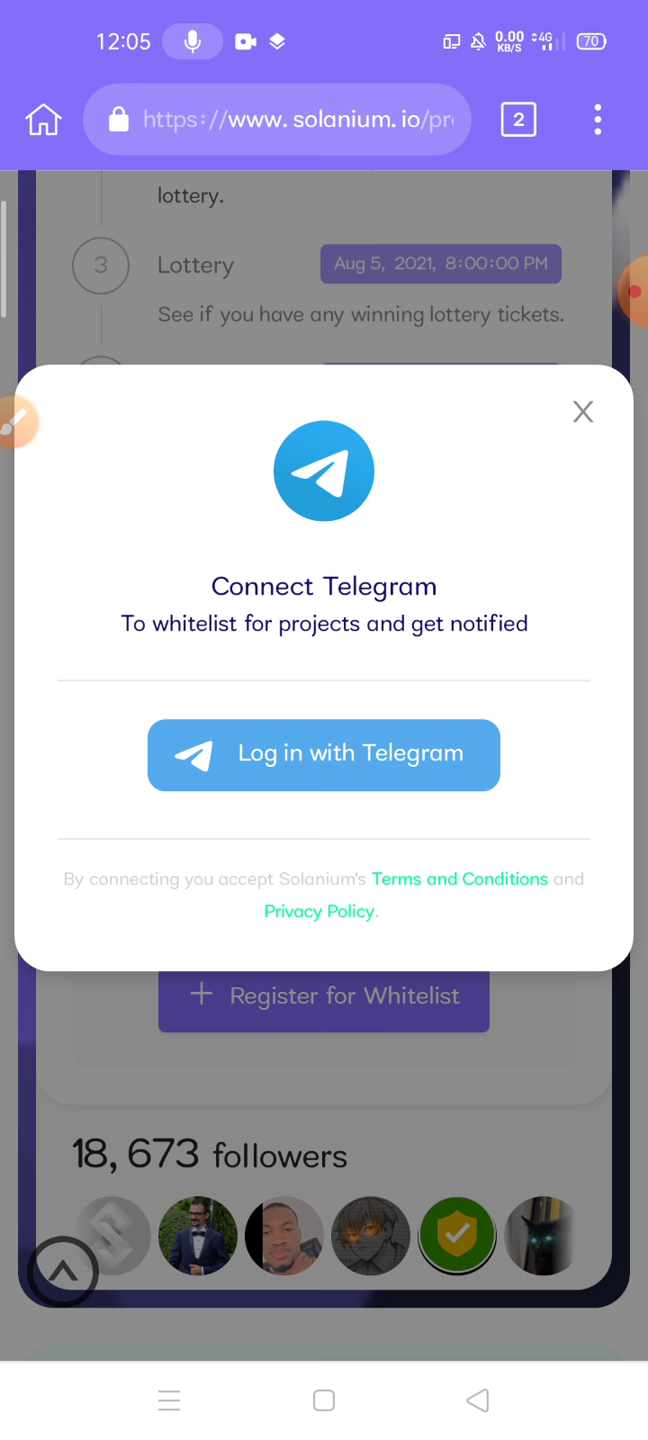 12:05
0.00
KB/S
4G
70
https://www.solanium.io/pr
2
lottery.
3
Lottery
Aug 5, 2021, 8:00:00 PM
See if you have any winning lottery tickets.
X
Connect Telegram
To whitelist for projects and get notified
Log in with Telegram
By connecting you accept Solanium's Terms and Conditions and
Privacy Policy.
+ Register for Whitelist
18,673 followers